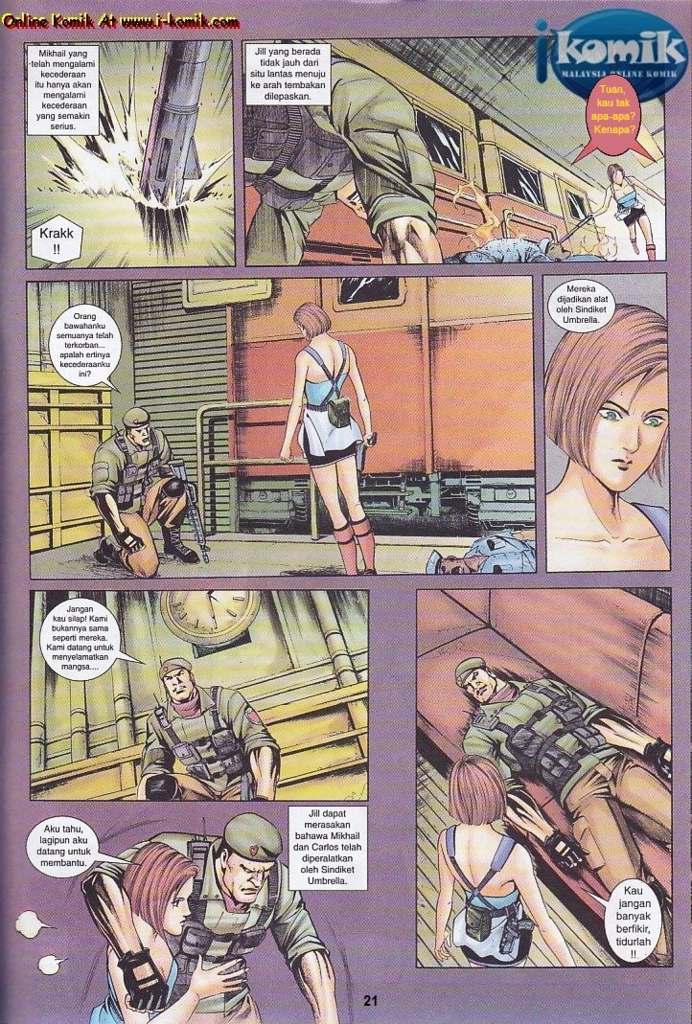 Online Komik At www.i-komik.com
ikomik
MALAYSIA ONLINE KOMIK
Mikhail yang
telah mengalami
kecederaan
itu hanya akan
mengalami
kecederaan
yang semakin
serius.
Krakk
!!
Jill yang berada
tidak jauh dari
situ lantas menuju
ke arah tembakan
dilepaskan.
Tuan,
kau tak
apa-apa?
Kenapa?
Orang
bawahanku
semuanya telah
terkorban...
apalah ertinya
kecederaanku
ini?
Mereka
dijadikan alat
oleh Sindiket
Umbrella.
Jangan
kau silap! Kami
bukannya sama
seperti mereka.
Kami datang untuk
menyelamatkan
mangsa....
Aku tahu,
lagipun aku
datang untuk
membantu.
Jill dapat
merasakan
bahawa Mikhail
dan Carlos telah
diperalatkan
oleh Sindiket
Umbrella.
Kau
jangan
banyak
berfikir,
tidurlah
!!
21